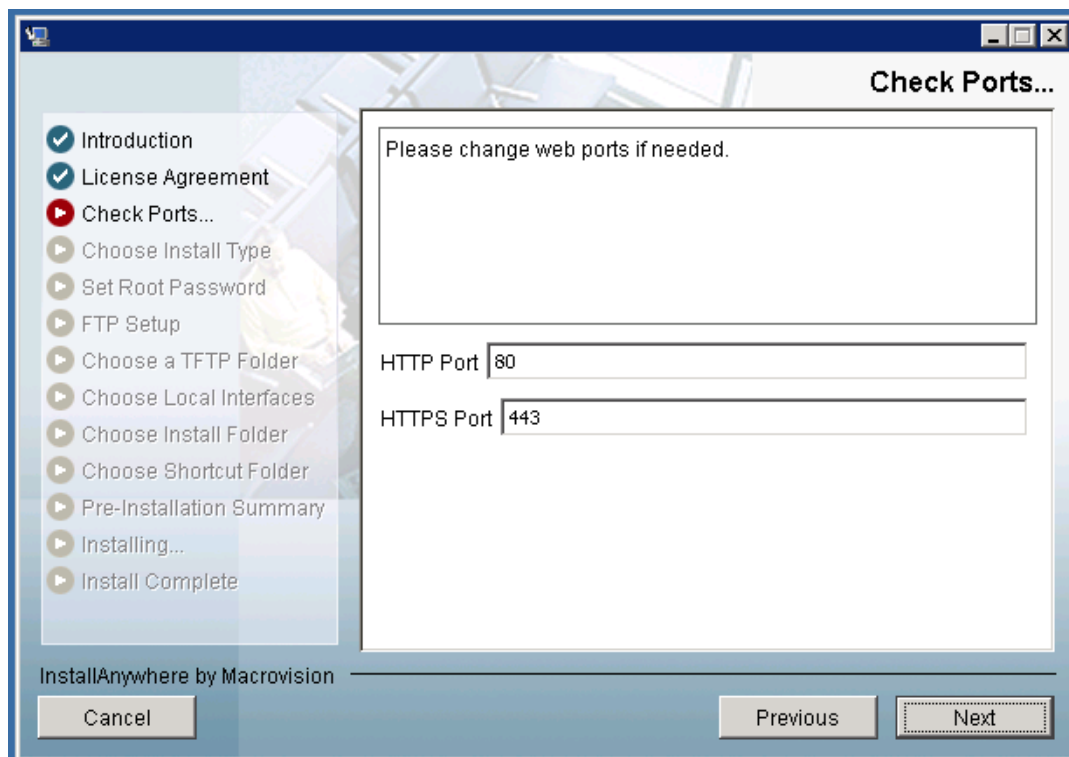 Check Ports...
Introduction
License Agreement
Check Ports...
Choose Install Type
Set Root Password
FTP Setup
Choose a TFTP Folder
Choose Local Interfaces
Choose Install Folder
Choose Shortcut Folder
Pre-Installation Summary
Installing...
Install Complete
Please change web ports if needed.
HTTP Port 80
HTTPS Port 443
InstallAnywhere by Macrovision
Cancel Previous Next